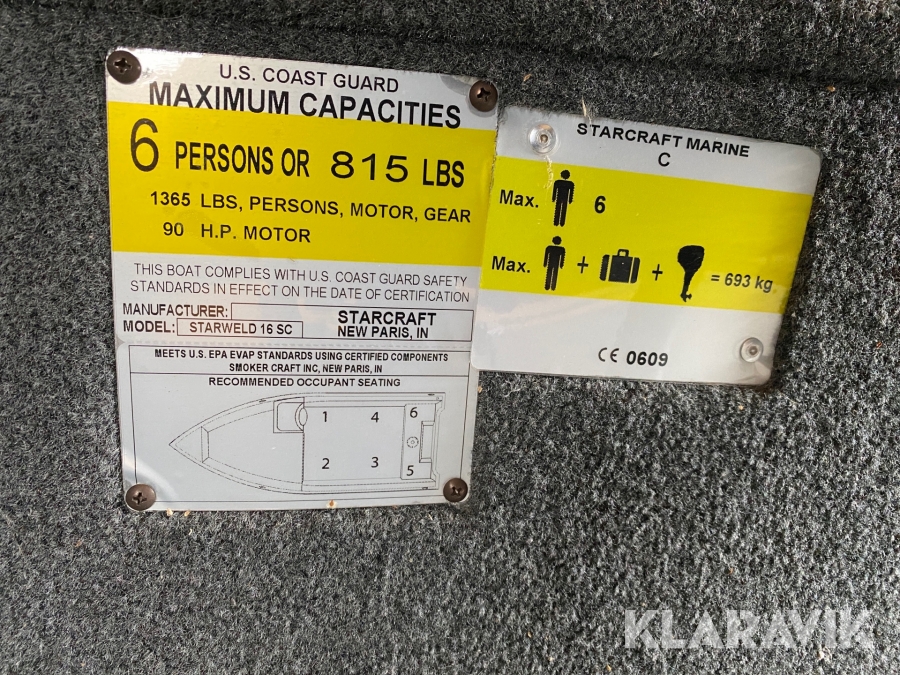 U.S. COAST GUARD
MAXIMUM CAPACITIES
6 PERSONS OR 815 LBS
1365 LBS, PERSONS, MOTOR, GEAR
90 H.P. MOTOR
THIS BOAT COMPLIES WITH U.S. COAST GUARD SAFETY
STANDARDS IN EFFECT ON THE DATE OF CERTIFICATION
MANUFACTURER: STARCRAFT
MODEL: STARWELD 16 SC NEW PARIS, IN
MEETS U.S. EPA EVAP STANDARDS USING CERTIFIED COMPONENTS
SMOKER CRAFT INC, NEW PARIS, IN
RECOMMENDED OCCUPANT SEATING
1 4 6
2 3 5
STARCRAFT MARINE
C
Max. 6
Max. + + = 693 kg
CE 0609
KLARAVIK